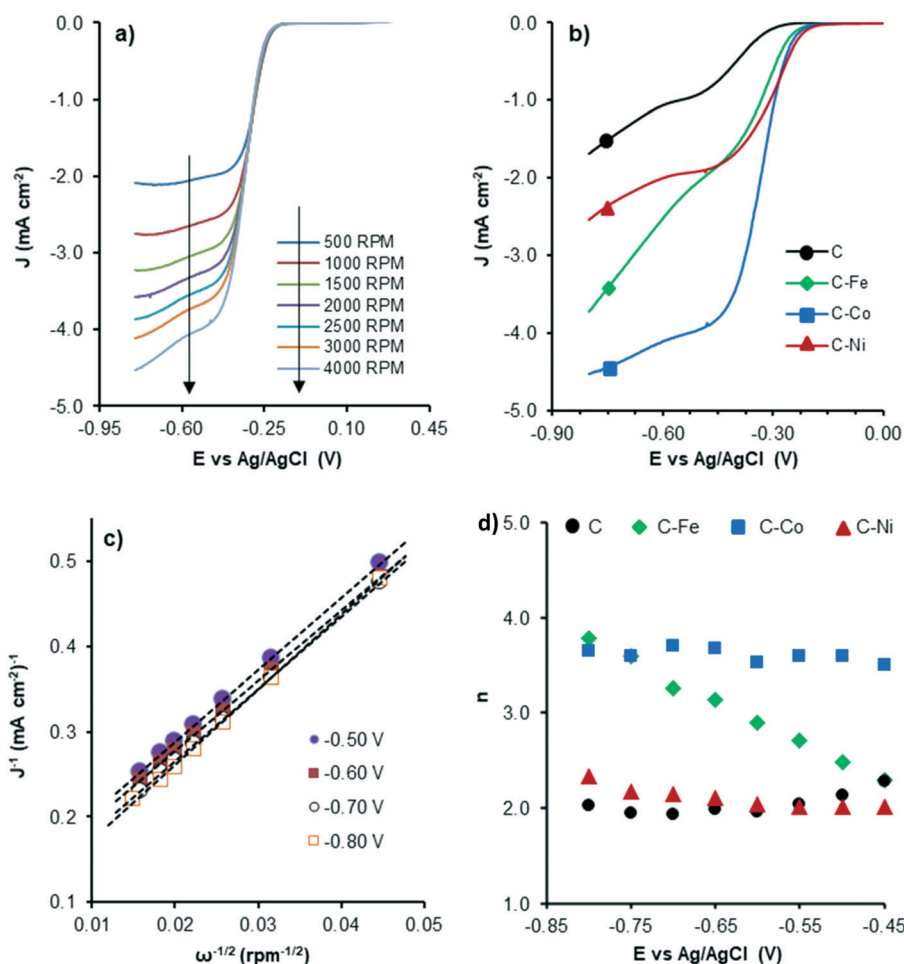 a)
0.0
-1.0
-2.0
-3.0
-4.0
-5.0
J (mA cm-2)
500 RPM
1000 RPM
1500 RPM
2000 RPM
2500 RPM
3000 RPM
4000 RPM
-0.95 -0.60 -0.25 0.10 0.45
E vs Ag/AgCl (V)
b)
0.0
-1.0
-2.0
-3.0
-4.0
-5.0
J (mA cm-2)
C
C-Fe
C-Co
C-Ni
-0.90 -0.60 -0.30 0.00
E vs Ag/AgCl (V)
c)
0.5
0.4
0.3
0.2
0.1
J-1 (mA cm-2)-1
-0.50 V
-0.60 V
-0.70 V
-0.80 V
0.01 0.02 0.03 0.04 0.05
ω-1/2 (rpm-1/2)
d)
C C-Fe C-Co C-Ni
5.0
4.0
3.0
2.0
1.0
n
-0.85 -0.75 -0.65 -0.55 -0.45
E vs Ag/AgCl (V)